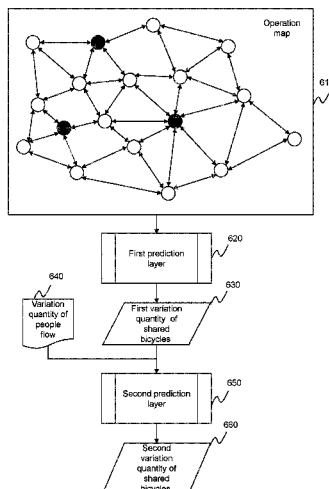 Operation
map
61
620
First prediction
layer
640
630
Variation
quantity of
people
flow
First variation
quantity of
shared
bicycles
650
Second prediction
layer
660
Second
variation
quantity of
shared
bicycles